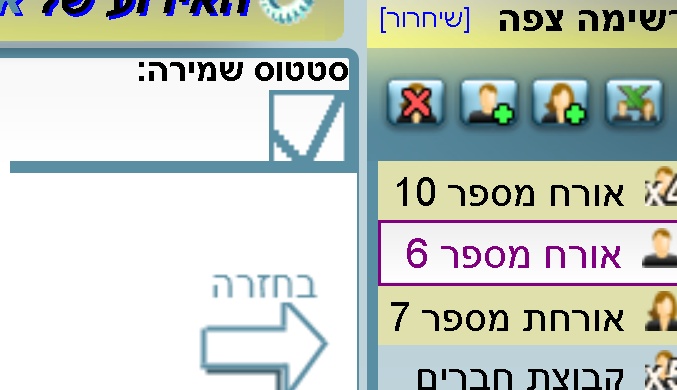 האירוע של
רשימה צפה [שיחרור]
סטטוס שמירה:
אורח מספר 10
אורח מספר 6
אורחת מספר 7
קבוצת חברים
בחזרה